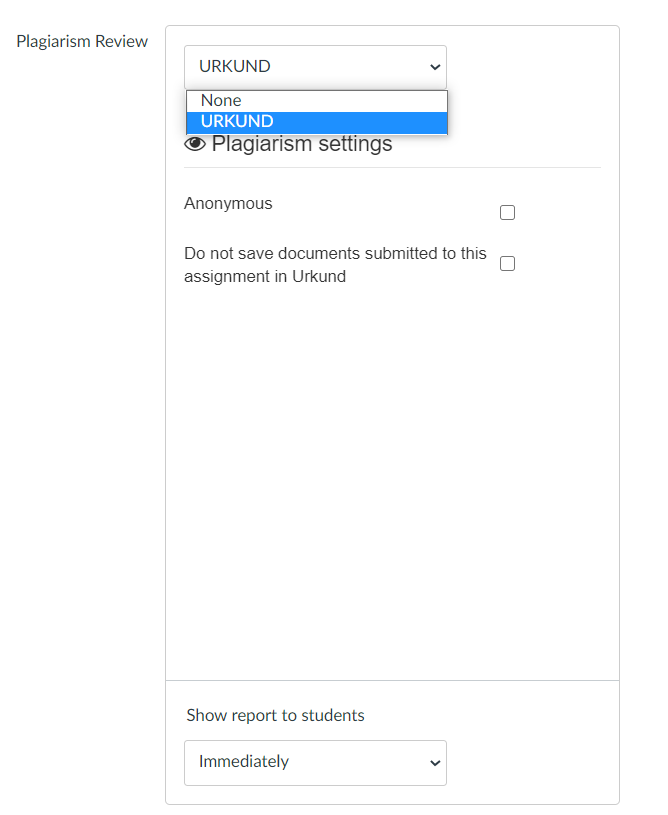 Plagiarism Review
URKUND
None
URKUND
Plagiarism settings
Anonymous
Do not save documents submitted to this
assignment in Urkund
Show report to students
Immediately